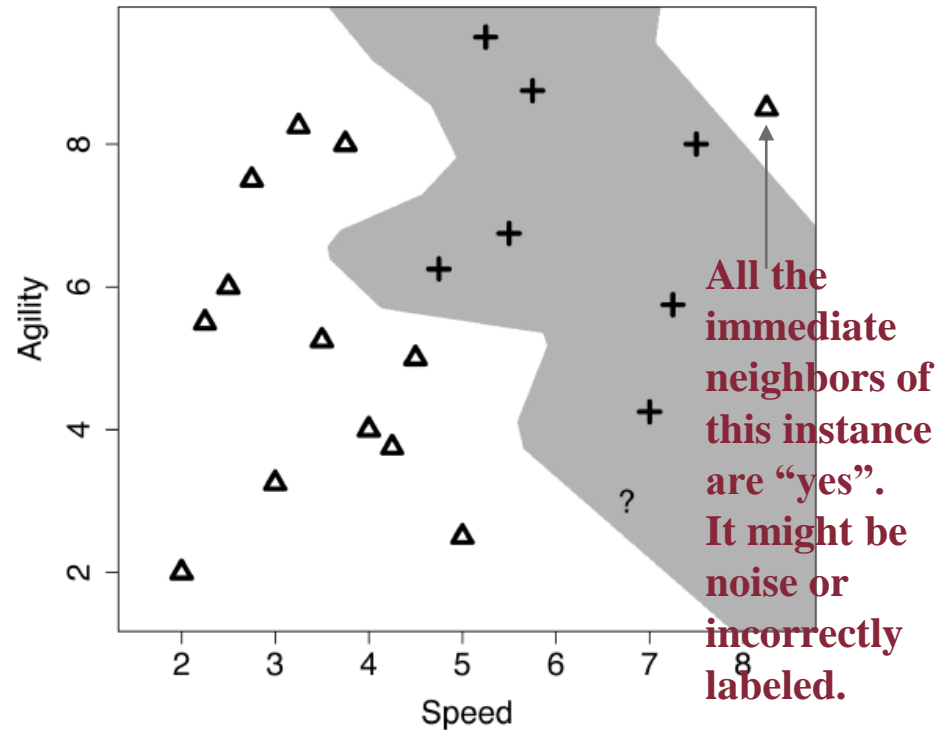 8
6
4
2
Agility
?
2 3 4 5 6 7 8
Speed
All the
immediate
neighbors of
this instance
are “yes”.
It might be
noise or
incorrectly
labeled.